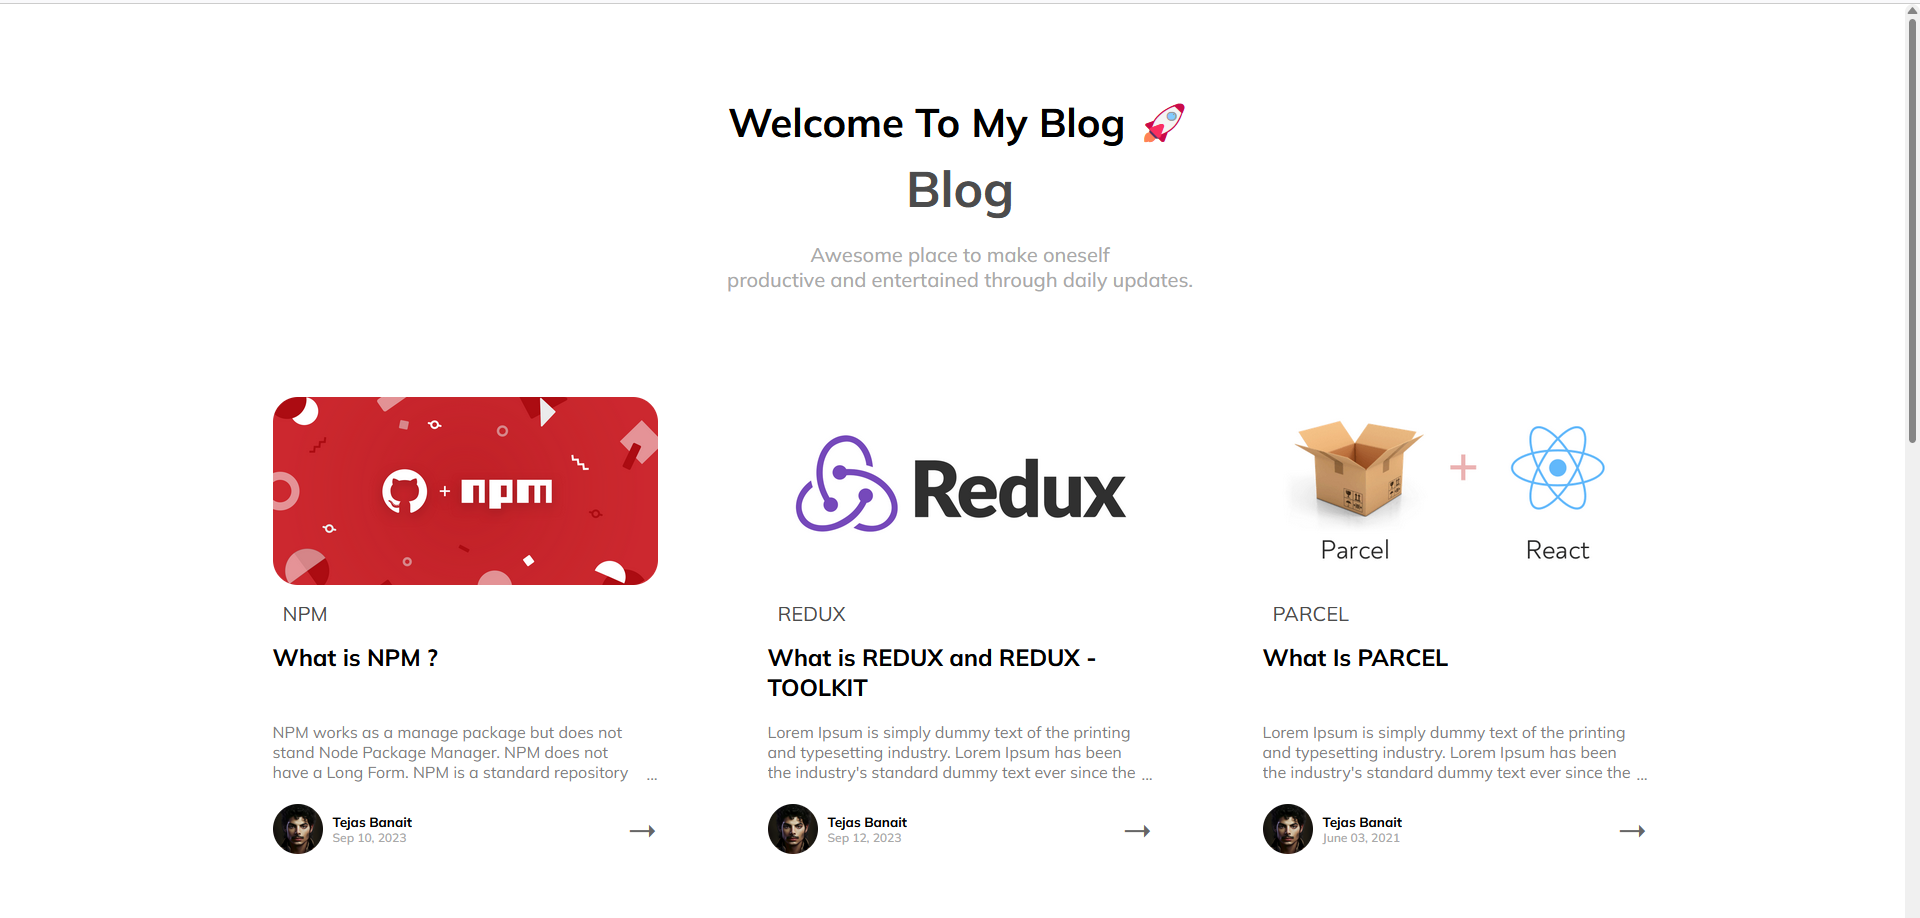 Welcome To My Blog 🚀
Blog
Awesome place to make oneself
productive and entertained through daily updates.
+ npm
NPM
What is NPM ?
NPM works as a manage package but does not
stand Node Package Manager. NPM does not
have a Long Form. NPM is a standard repository ...
Tejas Banait
Sep 10, 2023
Redux
REDUX
What is REDUX and REDUX -
TOOLKIT
Lorem Ipsum is simply dummy text of the printing
and typesetting industry. Lorem Ipsum has been
the industry's standard dummy text ever since the ...
Tejas Banait
Sep 12, 2023
+
Parcel React
PARCEL
What Is PARCEL
Lorem Ipsum is simply dummy text of the printing
and typesetting industry. Lorem Ipsum has been
the industry's standard dummy text ever since the ...
Tejas Banait
June 03, 2021